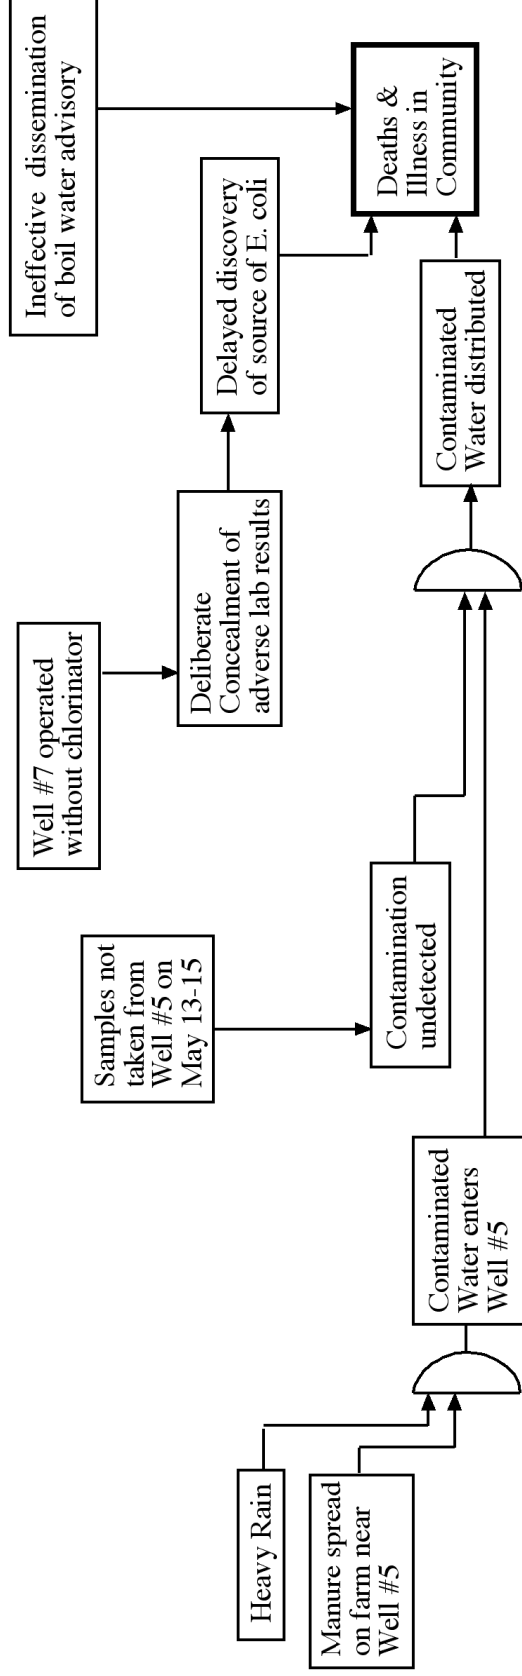 Heavy Rain
Manure spread
on farm near
Well #5
Contaminated
Water enters
Well #5
Samples not
taken from
Well #5 on
May 13-15
Contamination
undetected
Well #7 operated
without chlorinator
Deliberate
Concealment of
adverse lab results
Delayed discovery
of source of E. coli
Contaminated
Water distributed
Ineffective dissemination
of boil water advisory
Deaths &
Illness in
Community